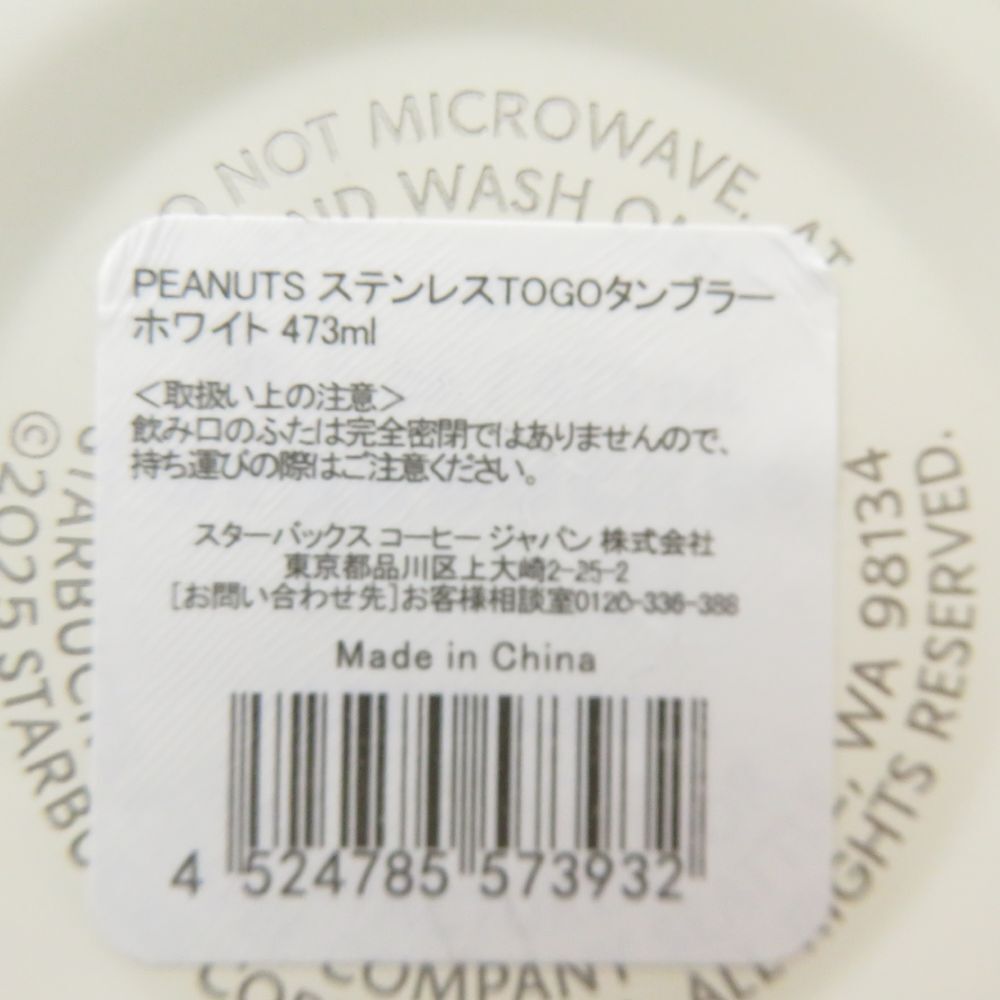 NOT MICROWAVE. AT
WASH
PEANUTS ステンレスTOGOタンブラー
ホワイト 473ml
＜取扱い上の注意＞
飲み口のふたは完全密閉ではありませんので、
持ち運びの際はご注意ください。
スターバックス コーヒー ジャパン 株式会社
東京都品川区上大崎2-25-2
[お問い合わせ先]お客様相談室0120-336-388
Made in China
4 524785 573932
©2025
WA 98134
RIGHTS RESERVED.
COMPANY